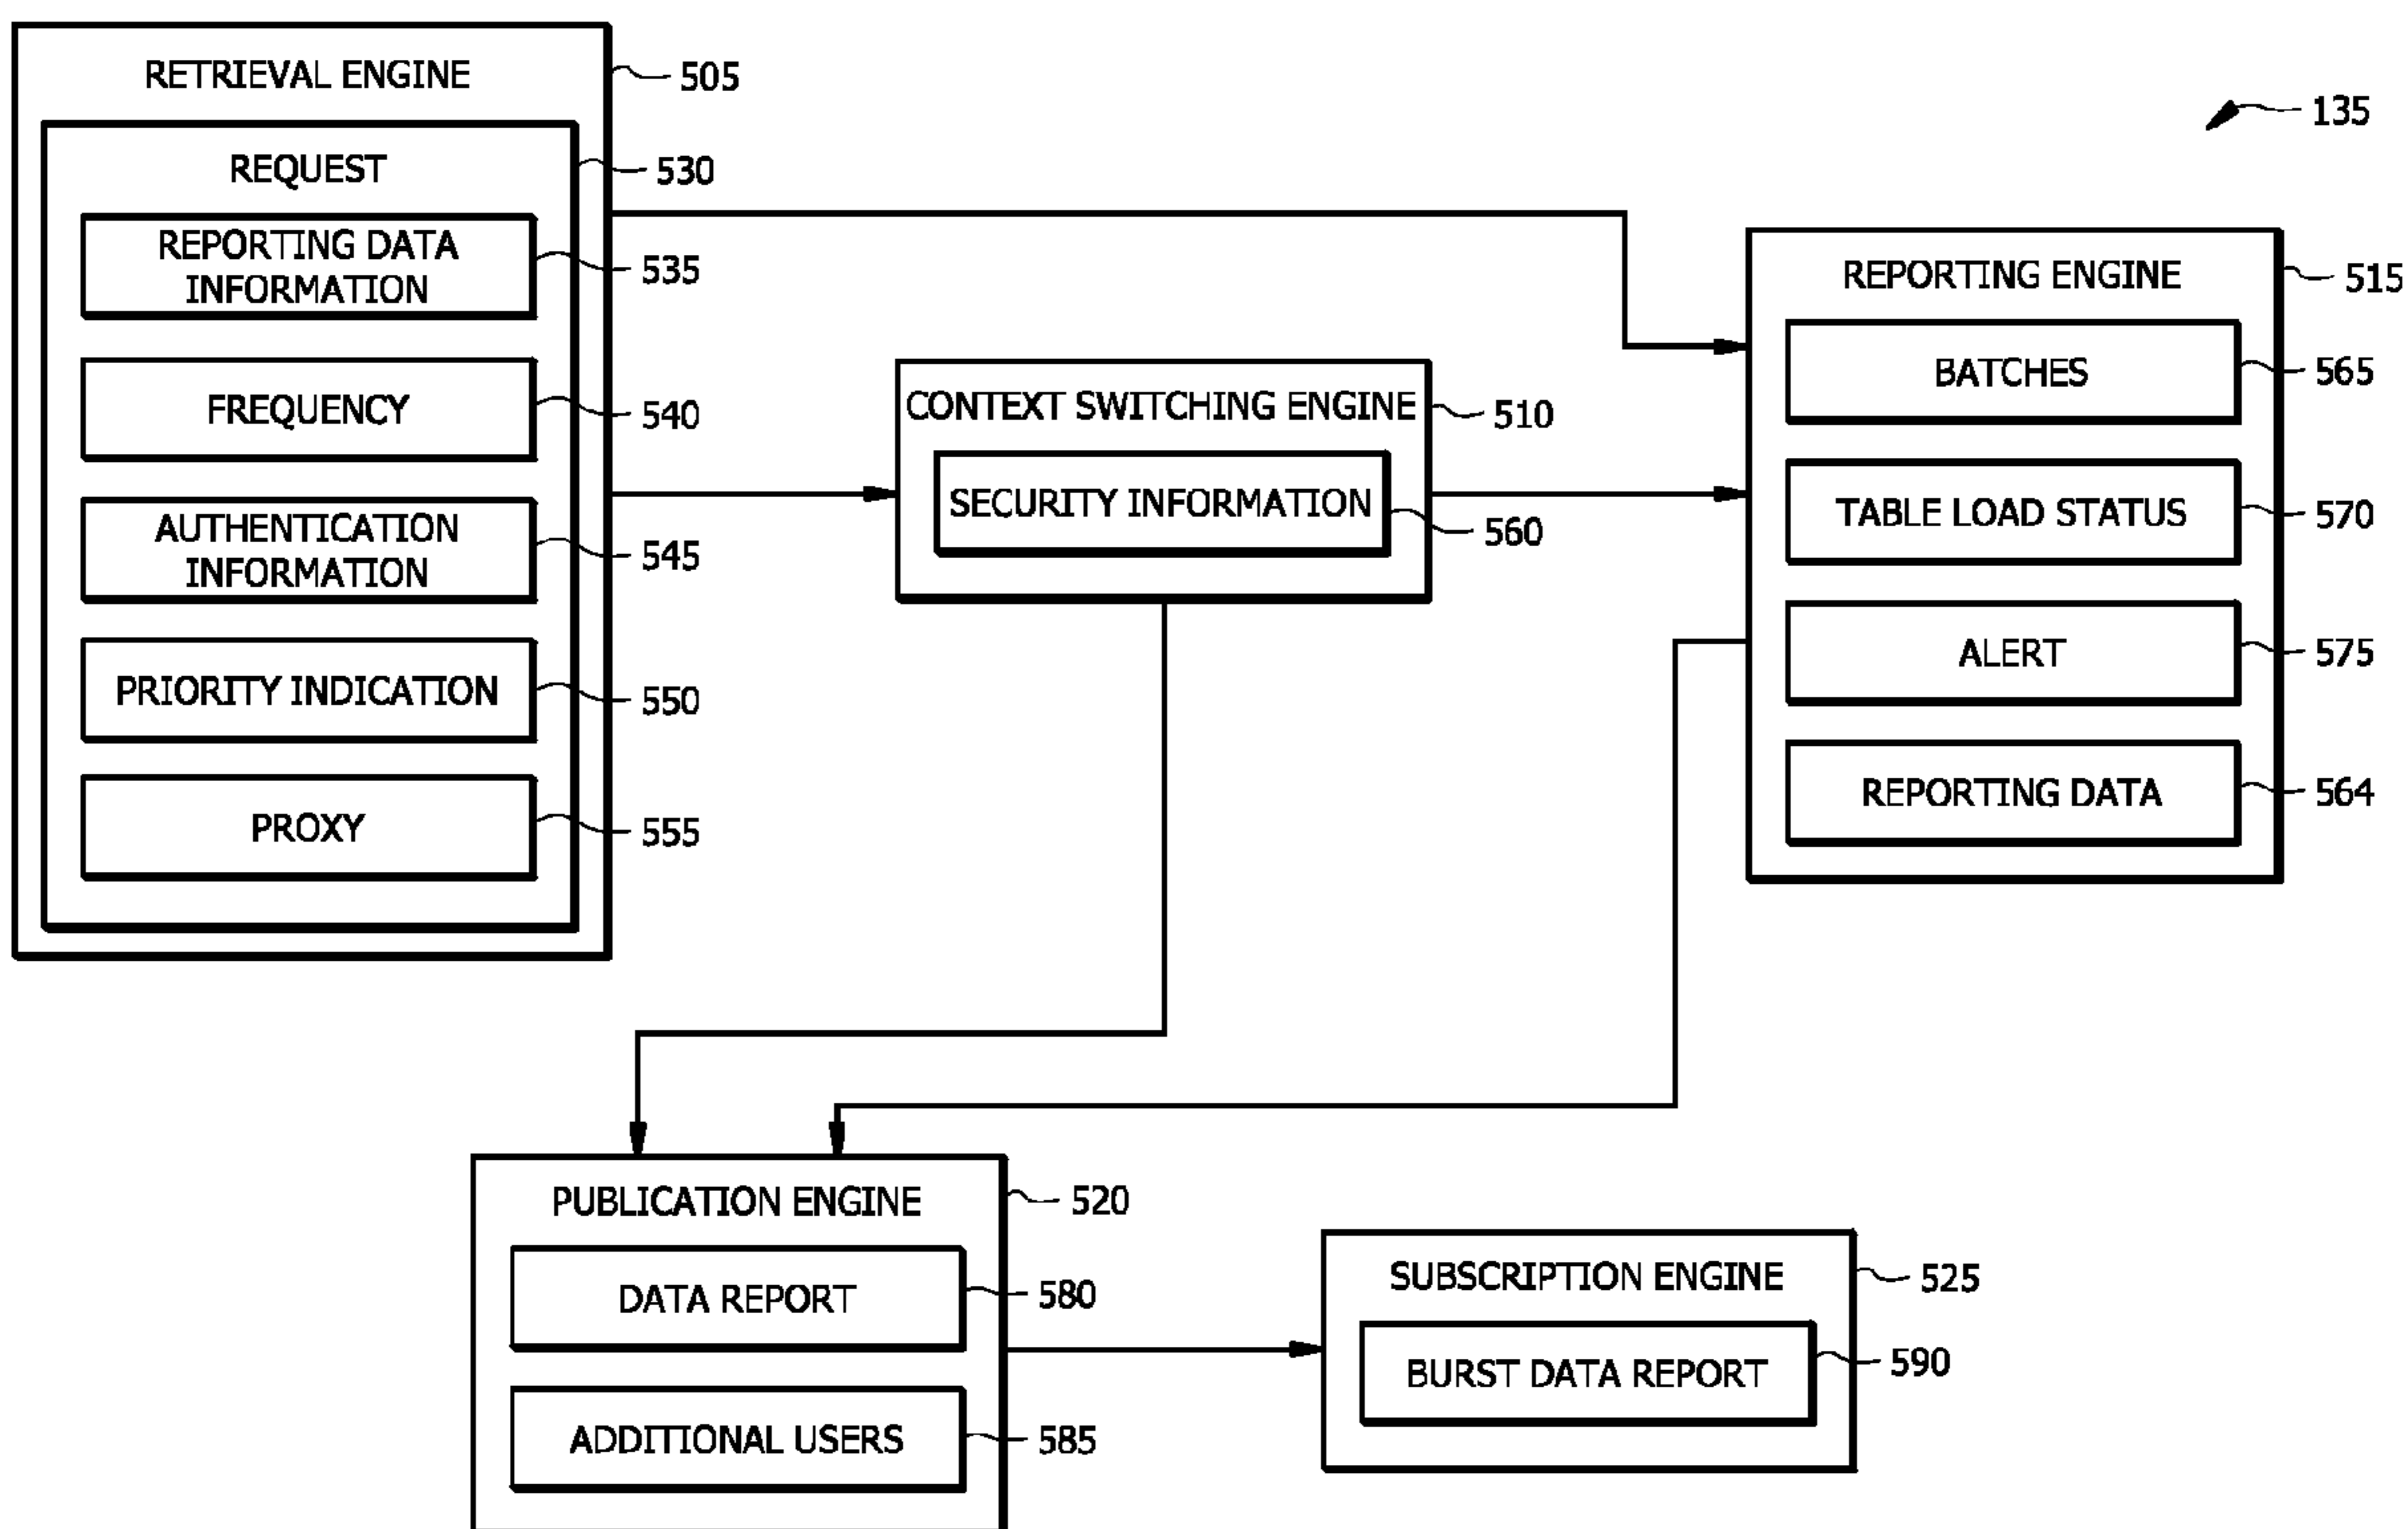 RETRIEVAL ENGINE
505
REQUEST
530
REPORTING DATA
INFORMATION
535
FREQUENCY
540
AUTHENTICATION
INFORMATION
545
PRIORITY INDICATION
550
PROXY
555
CONTEXT SWITCHING ENGINE
510
SECURITY INFORMATION
560
135
REPORTING ENGINE
515
BATCHES
565
TABLE LOAD STATUS
570
ALERT
575
REPORTING DATA
564
PUBLICATION ENGINE
520
DATA REPORT
580
ADDITIONAL USERS
585
SUBSCRIPTION ENGINE
525
BURST DATA REPORT
590